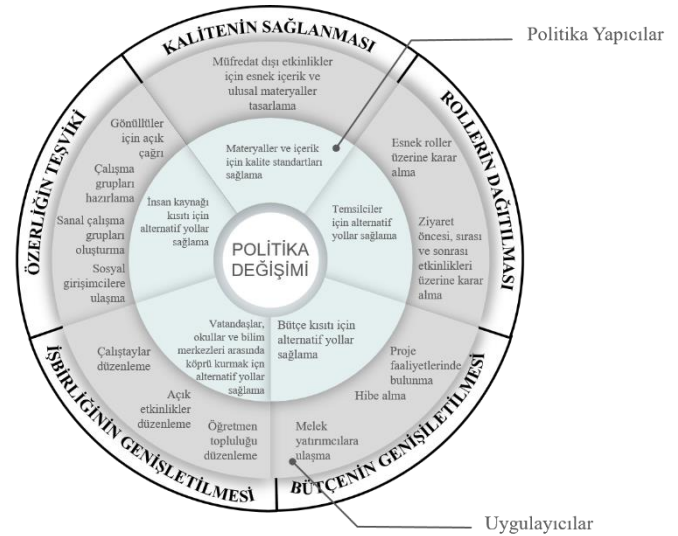 KALİTENİN SAĞLANMASI
Politika Yapıcılar
Müfredat dışı etkinlikler
için esnek içerik ve
ulusal materyaller
tasarlama
Materyaller ve içerik
için kalite standartları
sağlama
ROLLERİN DAĞITILMASI
Esnek roller
üzerine karar
alma
Ziyaret
öncesi, sırası
ve sonrası
etkinlikleri
üzerine karar
alma
Temsilciler
için alternatif
yollar sağlama
ÖZERLİĞİN TEŞVİKİ
Gönüllüler
için açık
çağrı
Çalışma
grupları
hazırlama
Sanal çalışma
grupları
oluşturma
Sosyal
girişimcilere
ulaşma
İnsan kaynağı
kısıtı için
alternatif yollar
sağlama
POLİTİKA
DEĞİŞİMİ
Vatandaşlar,
okullar ve bilim
merkezleri arasında
köprü kurmak içn
alternatif yollar
sağlama
Bütçe kısıtı için
alternatif yollar
sağlama
İŞBİRLİĞİNİN GENİŞLETİLMESİ
Çalıştaylar
düzenleme
Açık
etkinlikler
düzenleme
Öğretmen
topluluğu
düzenleme
BÜTÇENİN GENİŞİLETİLMESİ
Proje
faaliyetlerinde
bulunma
Hibe alma
Melek
yatırımcılara
ulaşma
Uygulayıcılar